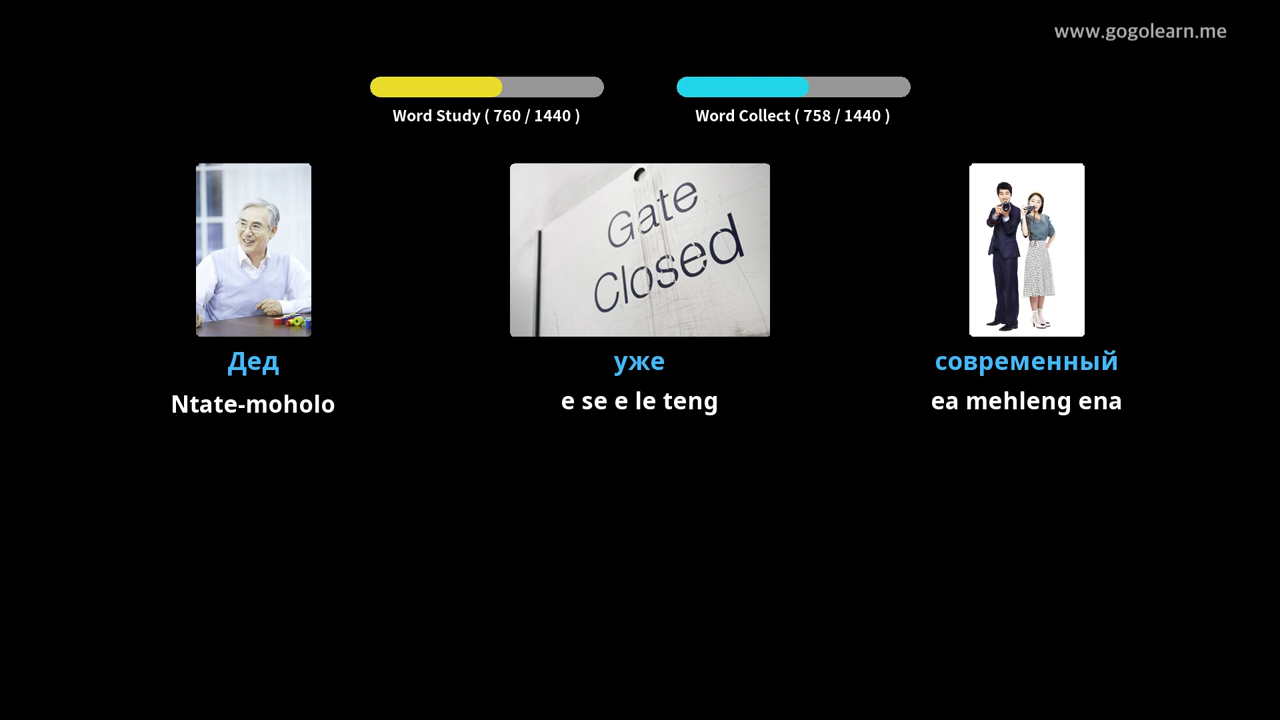 www.gogolearn.me
Word Study ( 760 / 1440 )
Word Collect ( 758 / 1440 )
Gate
Closed
Дед
уже
современный
Ntate-moholo
e se e le teng
ea mehleng ena